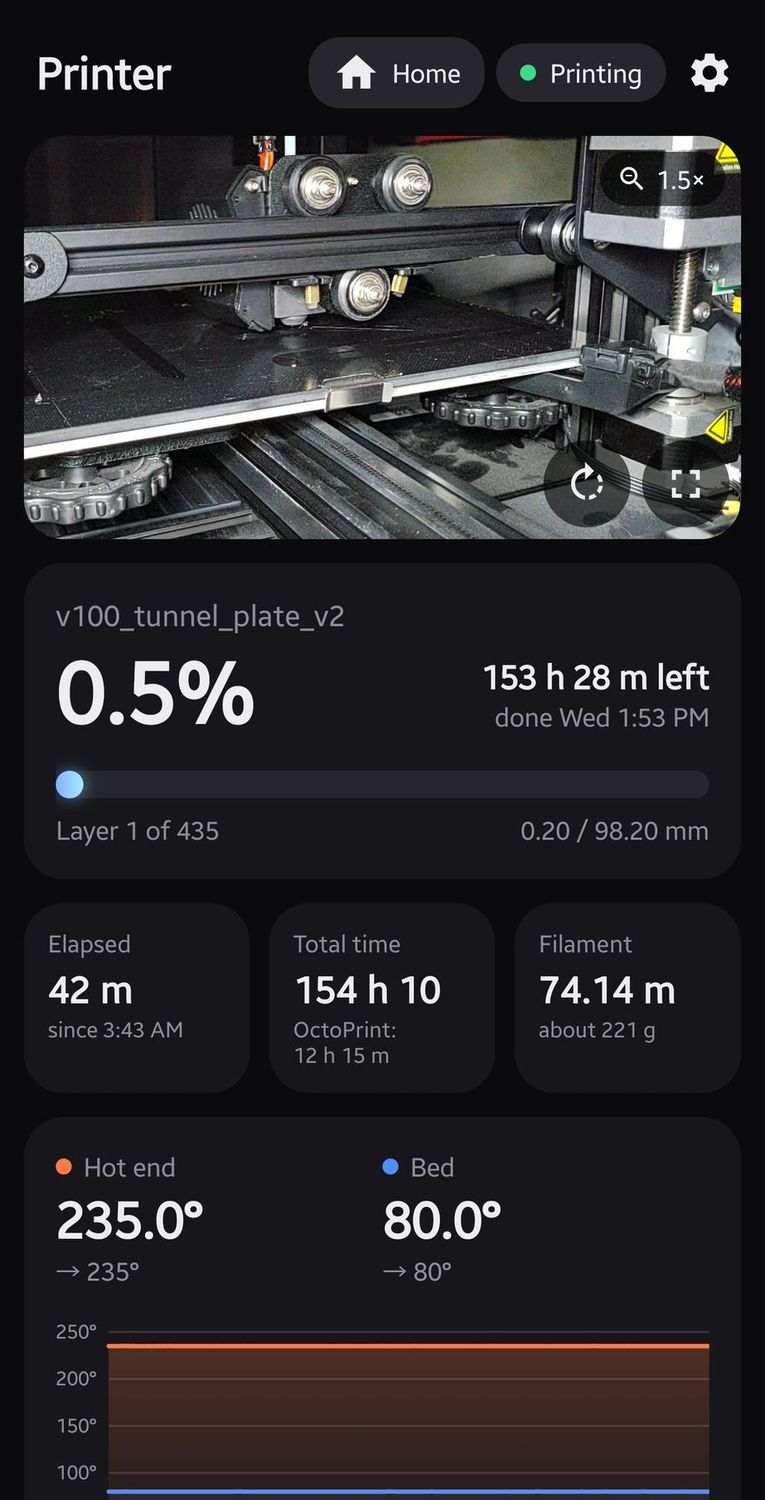 Printer
Home
Printing
1.5×
v100_tunnel_plate_v2
0.5%
153 h 28 m left
done Wed 1:53 PM
Layer 1 of 435
0.20 / 98.20 mm
Elapsed
42 m
since 3:43 AM
Total time
154 h 10
OctoPrint:
12 h 15 m
Filament
74.14 m
about 221 g
Hot end
235.0°
→ 235°
Bed
80.0°
→ 80°
250°
200°
150°
100°